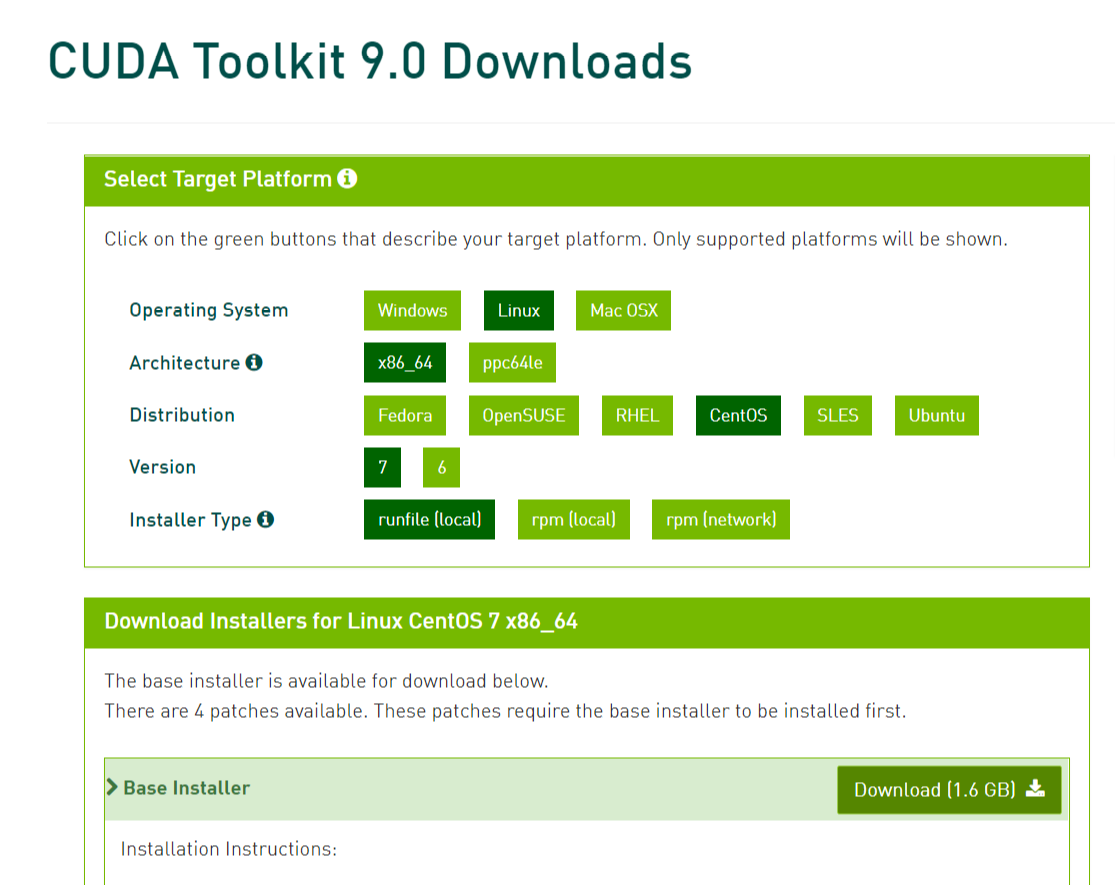 CUDA Toolkit 9.0 Downloads
Select Target Platform
Click on the green buttons that describe your target platform. Only supported platforms will be shown.
Operating System Windows Linux Mac OSX
Architecture x86_64 ppc64le
Distribution Fedora OpenSUSE RHEL CentOS SLES Ubuntu
Version 7 6
Installer Type runfile (local) rpm (local) rpm (network)
Download Installers for Linux CentOS 7 x86_64
The base installer is available for download below.
There are 4 patches available. These patches require the base installer to be installed first.
Base Installer Download (1.6 GB)
Installation Instructions: